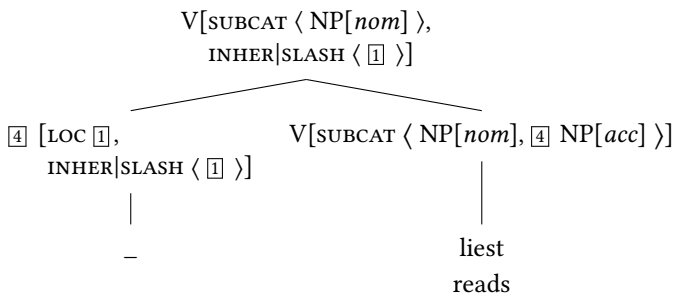 V[SUBCAT ⟨ NP[nom] ⟩,
INHER|SLASH ⟨ 1 ⟩]
4 [LOC 1,
INHER|SLASH ⟨ 1 ⟩]
V[SUBCAT ⟨ NP[nom], 4 NP[acc] ⟩]
_
liest
reads